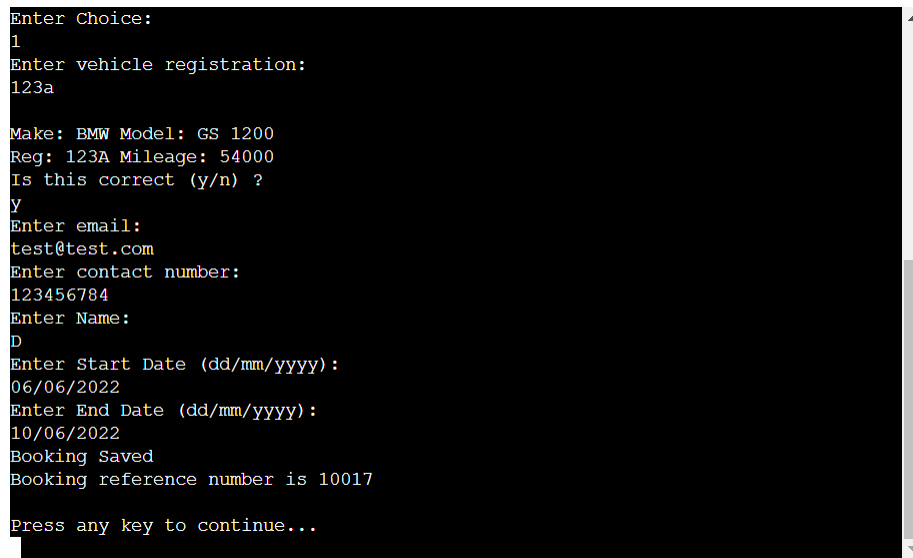 Enter Choice:
1
Enter vehicle registration:
123a
Make: BMW Model: GS 1200
Reg: 123A Mileage: 54000
Is this correct (y/n) ?
y
Enter email:
test@test.com
Enter contact number:
123456784
Enter Name:
D
Enter Start Date (dd/mm/yyyy):
06/06/2022
Enter End Date (dd/mm/yyyy):
10/06/2022
Booking Saved
Booking reference number is 10017
Press any key to continue...